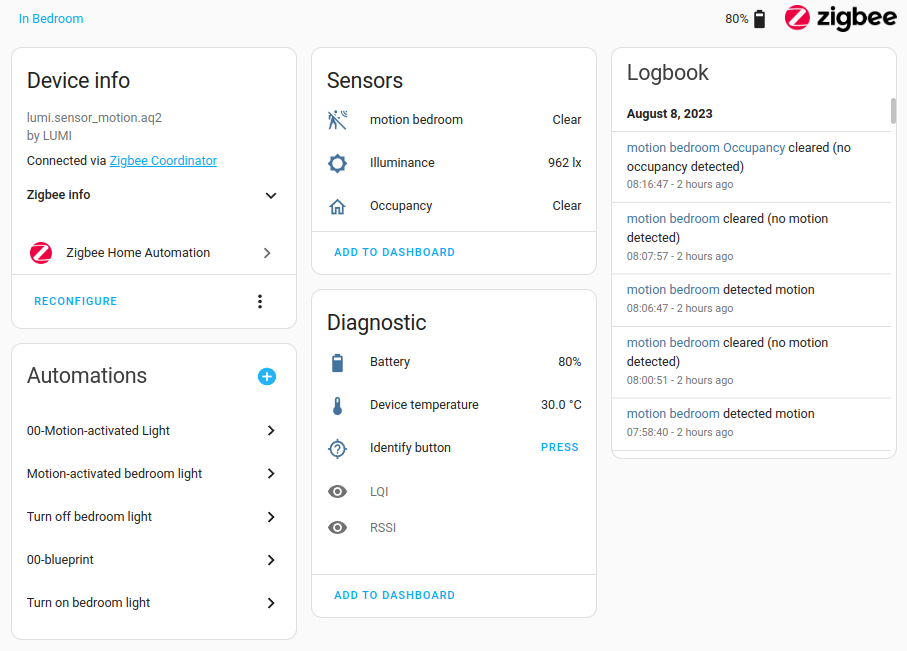 In Bedroom
80%
zigbee
Device info
lumi.sensor_motion.aq2
by LUMI
Connected via Zigbee Coordinator
Zigbee info
Zigbee Home Automation
RECONFIGURE
Automations
00-Motion-activated Light
Motion-activated bedroom light
Turn off bedroom light
00-blueprint
Turn on bedroom light
Sensors
motion bedroom Clear
Illuminance 962 lx
Occupancy Clear
ADD TO DASHBOARD
Diagnostic
Battery 80%
Device temperature 30.0 °C
Identify button PRESS
LQI
RSSI
ADD TO DASHBOARD
Logbook
August 8, 2023
motion bedroom Occupancy cleared (no
occupancy detected)
08:16:47 - 2 hours ago
motion bedroom cleared (no motion
detected)
08:07:57 - 2 hours ago
motion bedroom detected motion
08:06:47 - 2 hours ago
motion bedroom cleared (no motion
detected)
08:00:51 - 2 hours ago
motion bedroom detected motion
07:58:40 - 2 hours ago